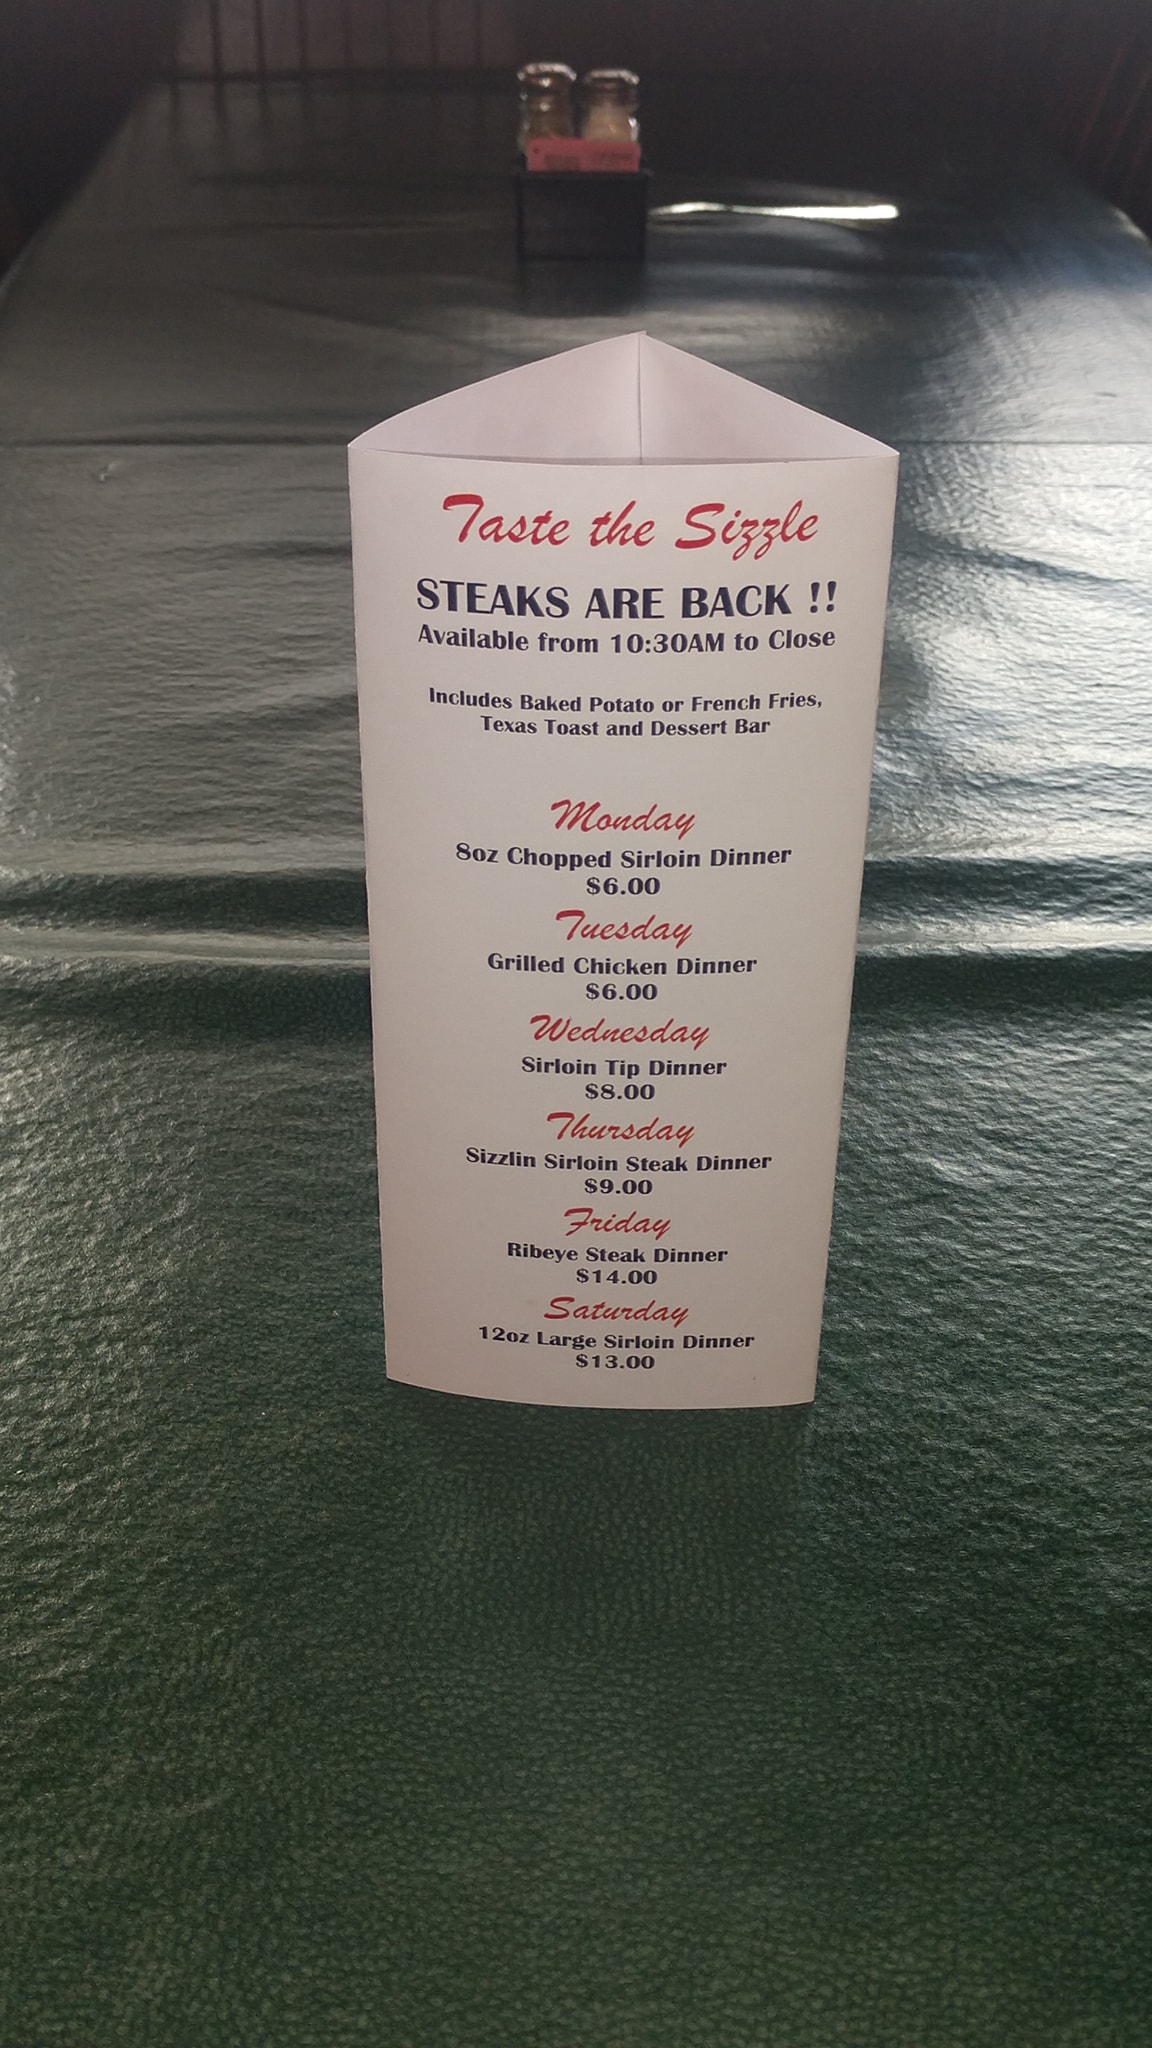 Taste the Sizzle
STEAKS ARE BACK !!
Available from 10:30AM to Close
Includes Baked Potato or French Fries,
Texas Toast and Dessert Bar
Monday
8oz Chopped Sirloin Dinner
$6.00
Tuesday
Grilled Chicken Dinner
$6.00
Wednesday
Sirloin Tip Dinner
$8.00
Thursday
Sizzlin Sirloin Steak Dinner
$9.00
Friday
Ribeye Steak Dinner
$14.00
Saturday
12oz Large Sirloin Dinner
$13.00